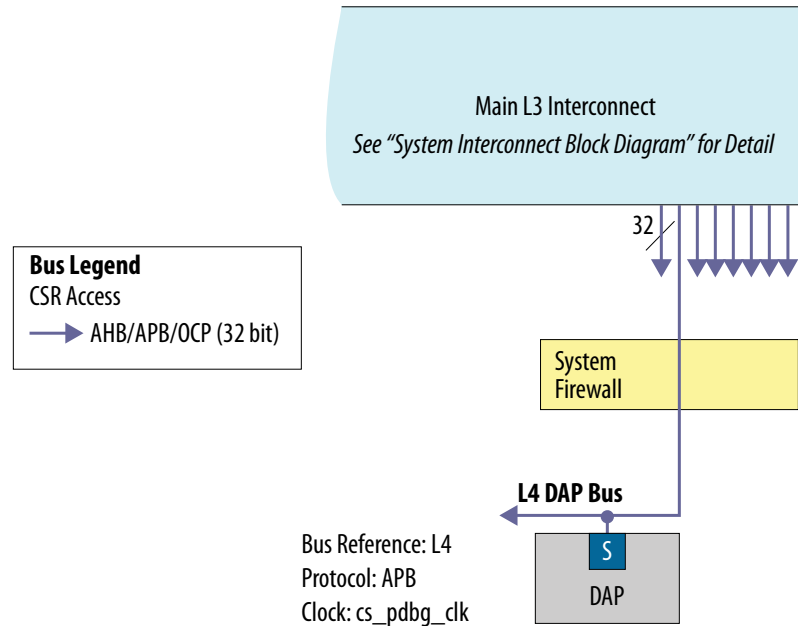 Main L3 Interconnect
See “System Interconnect Block Diagram” for Detail
32
Bus Legend
CSR Access
AHB/APB/OCP (32 bit)
System
Firewall
L4 DAP Bus
Bus Reference: L4
Protocol: APB
Clock: cs_pdbg_clk
S
DAP